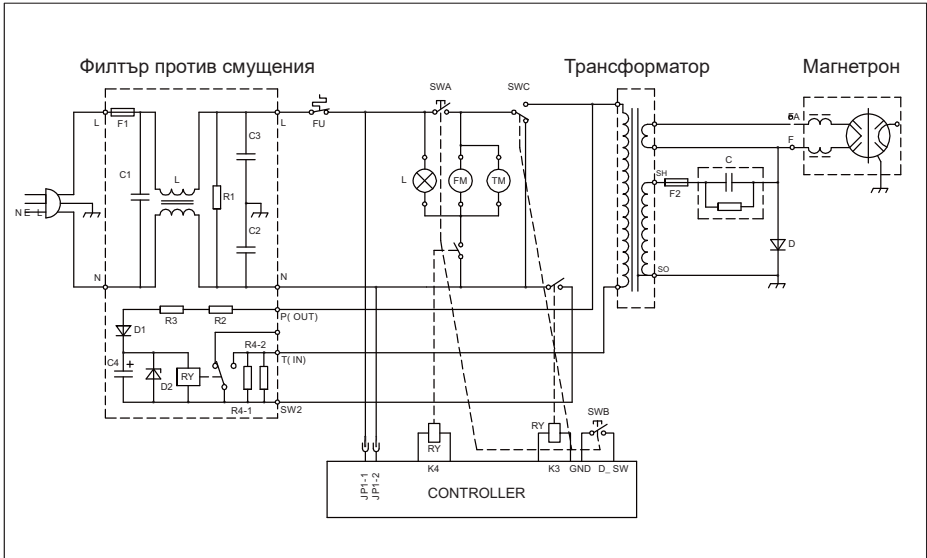 Филтър против смущения
SWA
SWC
Трансформатор
Магнетрон
L
F1
L
FU
C3
C1
L
R1
L
FM
TM
F
SH
F2
C
N E L
C2
D
N
N
SO
R3
R2
P( OUT)
D1
R4-2
T( IN)
C4
+
D2
RY
R4-1
SW2
SWB
RY
RY
JP1-1
JP1-2
K4
K3
GND
D_ SW
CONTROLLER